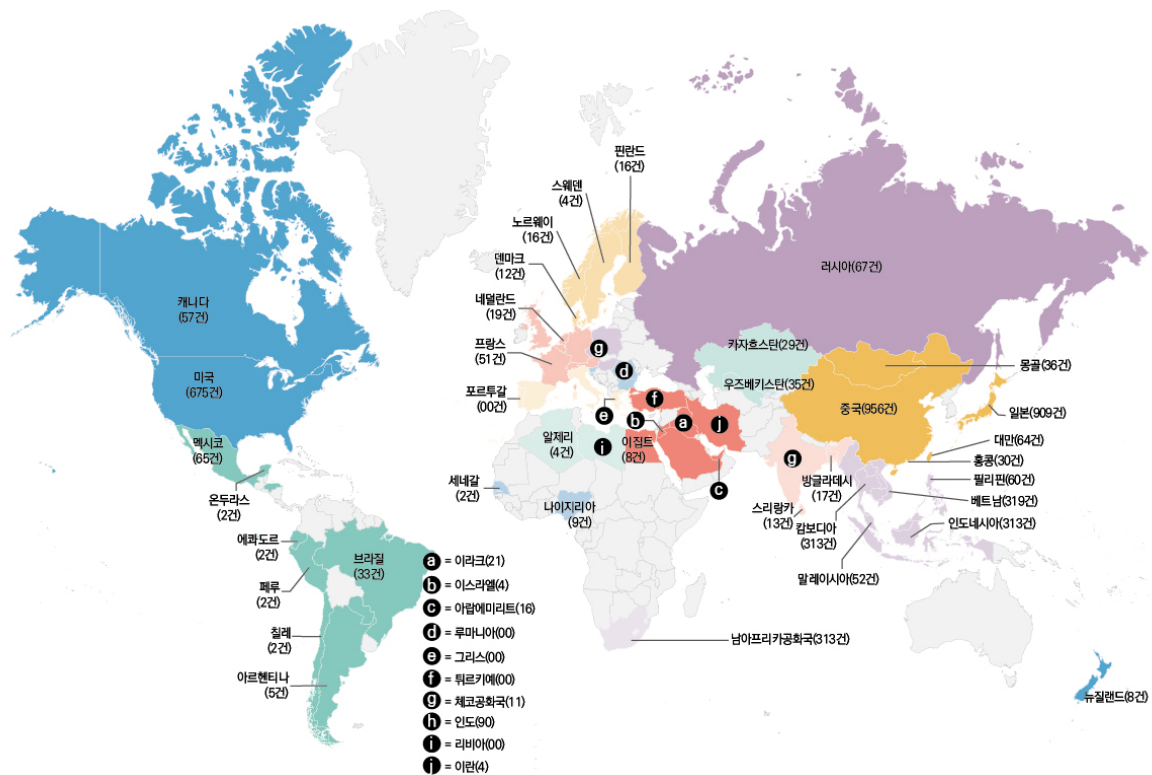 핀란드
(16건)
스웨덴
(4건)
노르웨이
(16건)
덴마크
(12건)
네덜란드
(19건)
프랑스
(51건)
포르투갈
(00건)
러시아(67건)
캐나다
(57건)
미국
(675건)
멕시코
(65건)
온두라스
(2건)
에콰도르
(2건)
브라질
(33건)
페루
(2건)
칠레
(2건)
아르헨티나
(5건)
카자흐스탄(29건)
우즈베키스탄(35건)
몽골(36건)
중국(956건)
일본(909건)
대만(64건)
홍콩(30건)
필리핀(60건)
베트남(319건)
인도네시아(313건)
말레이시아(52건)
캄보디아
(313건)
스리랑카
(13건)
방글라데시
(17건)
알제리
(4건)
이집트
(8건)
세네갈
(2건)
나이지리아
(9건)
남아프리카공화국(313건)
뉴질랜드(8건)
g
d
f
e
b
a
j
i
c
g
a = 이라크(21)
b = 이스라엘(4)
c = 아랍에미리트(16)
d = 루마니아(00)
e = 그리스(00)
f = 튀르키예(00)
g = 체코공화국(11)
h = 인도(90)
i = 리비아(00)
j = 이란(4)